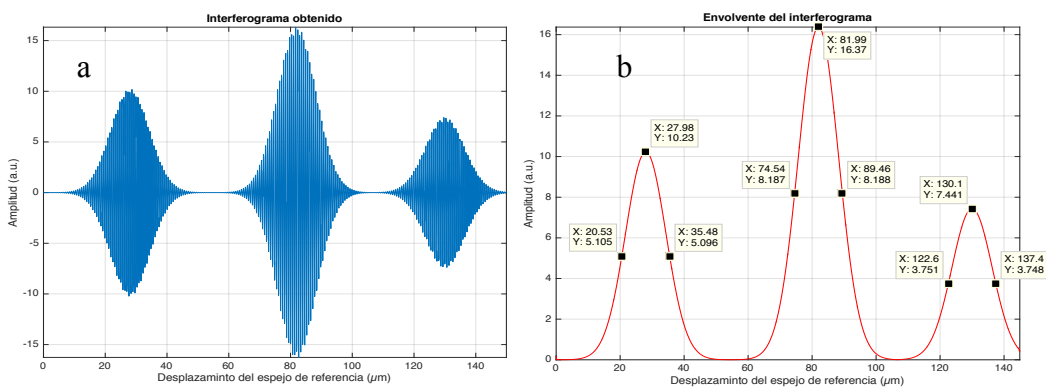 Interferograma obtenido
a
Amplitud (a.u.)
15
10
5
0
-5
-10
-15
0
20
40
60
80
100
120
140
Desplazaminto del espejo de referencia (µm)
Envolvente del interferograma
b
Amplitud (a.u.)
16
14
12
10
8
6
4
2
0
X: 81.99
Y: 16.37
X: 27.98
Y: 10.23
X: 74.54
Y: 8.187
X: 89.46
Y: 8.188
X: 130.1
Y: 7.441
X: 20.53
Y: 5.105
X: 35.48
Y: 5.096
X: 122.6
Y: 3.751
X: 137.4
Y: 3.748
0
20
40
60
80
100
120
140
Desplazaminto del espejo de referencia (µm)